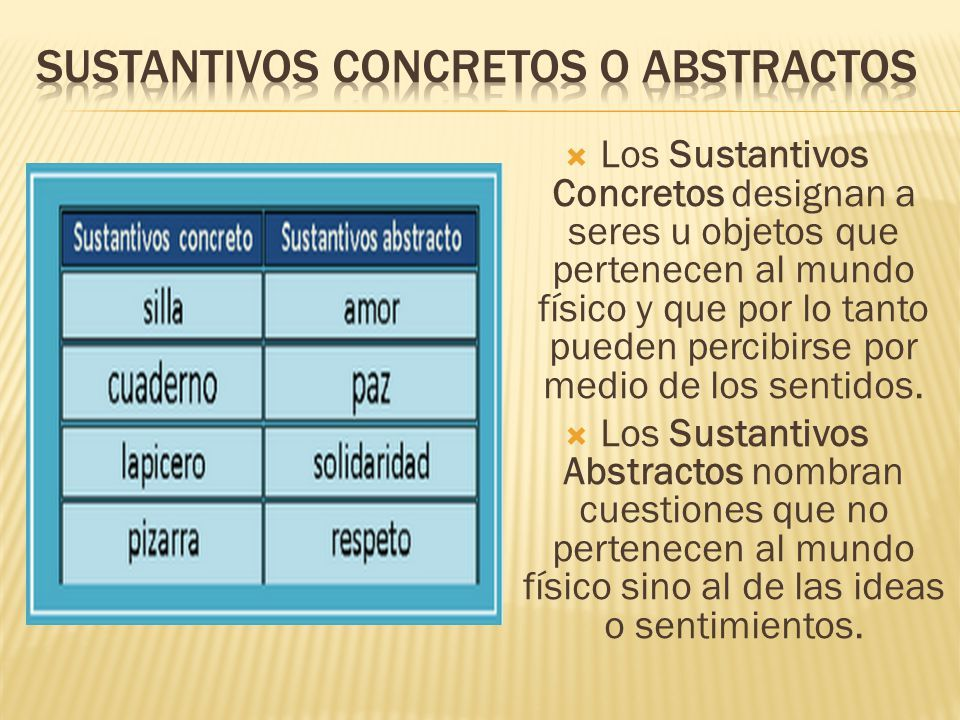 SUSTANTIVOS CONCRETOS O ABSTRACTOS
Sustantivos concreto Sustantivos abstracto
silla amor
cuaderno paz
lapicero solidaridad
pizarra respeto
Los Sustantivos
Concretos designan a
seres u objetos que
pertenecen al mundo
físico y que por lo tanto
pueden percibirse por
medio de los sentidos.
Los Sustantivos
Abstractos nombran
cuestiones que no
pertenecen al mundo
físico sino al de las ideas
o sentimientos.